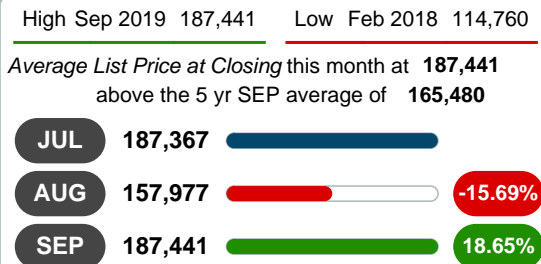 High Sep 2019 187,441 Low Feb 2018 114,760
Average List Price at Closing this month at 187,441
above the 5 yr SEP average of 165,480
JUL 187,367
AUG 157,977 -15.69%
SEP 187,441 18.65%